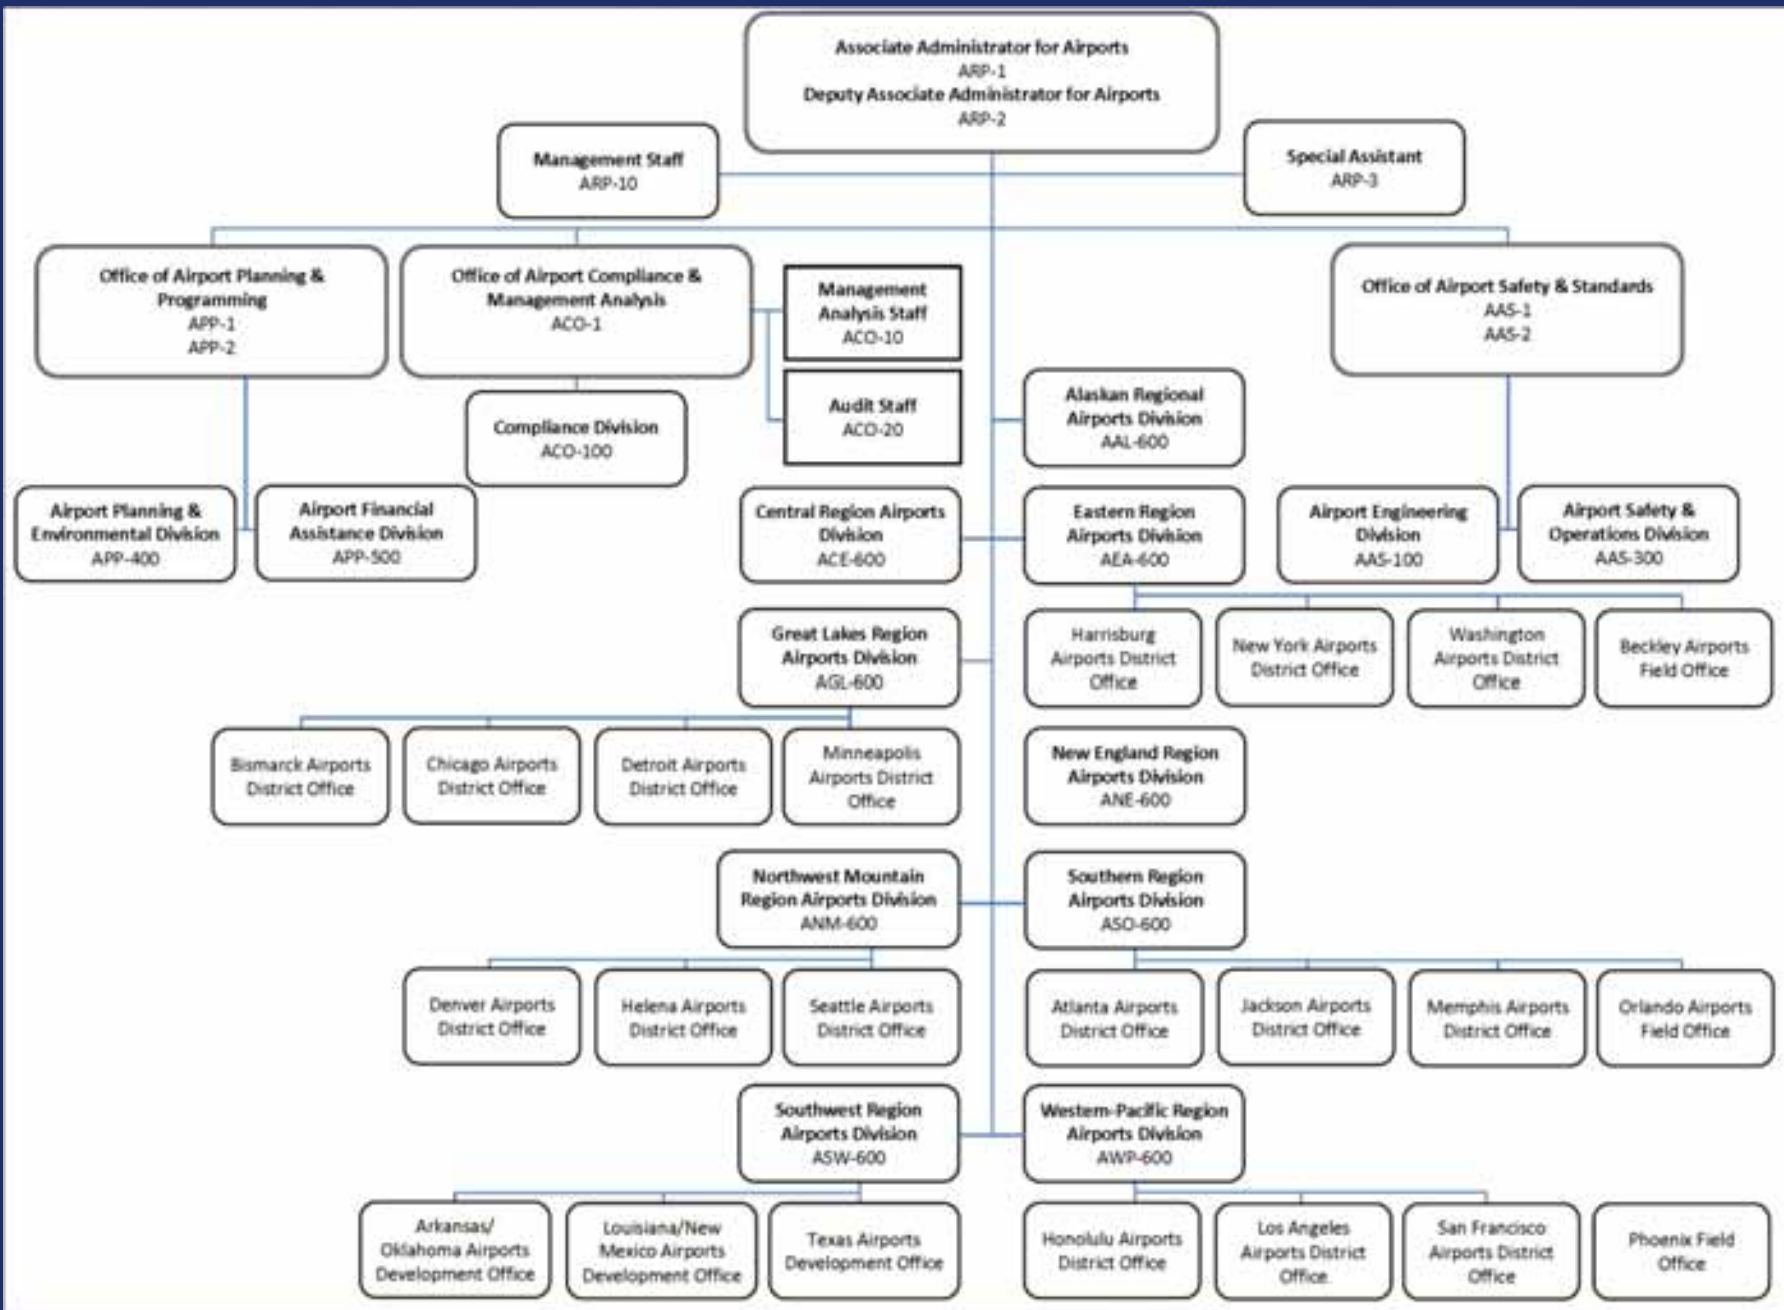 Associate Administrator for Airports
ARP-1
Deputy Associate Administrator for Airports
ARP-2
Management Staff
ARP-10
Special Assistant
ARP-3
Office of Airport Planning &
Programming
APP-1
APP-2
Office of Airport Compliance &
Management Analysis
ACO-1
Management
Analysis Staff
ACO-10
Office of Airport Safety & Standards
AAS-1
AAS-2
Compliance Division
ACO-100
Audit Staff
ACO-20
Alaskan Regional
Airports Division
AAL-600
Airport Planning &
Environmental Division
APP-400
Airport Financial
Assistance Division
APP-500
Central Region Airports
Division
ACE-600
Eastern Region
Airports Division
AEA-600
Airport Engineering
Division
AAS-100
Airport Safety &
Operations Division
AAS-300
Great Lakes Region
Airports Division
AGL-600
Harrisburg
Airports District
Office
New York Airports
District Office
Washington
Airports District
Office
Beckley Airports
Field Office
Bismarck Airports
District Office
Chicago Airports
District Office
Detroit Airports
District Office
Minneapolis
Airports District
Office
New England Region
Airports Division
ANE-600
Northwest Mountain
Region Airports Division
ANM-600
Southern Region
Airports Division
ASO-600
Denver Airports
District Office
Helena Airports
District Office
Seattle Airports
District Office
Atlanta Airports
District Office
Jackson Airports
District Office
Memphis Airports
District Office
Orlando Airports
Field Office
Southwest Region
Airports Division
ASW-600
Western-Pacific Region
Airports Division
AWP-600
Arkansas/
Oklahoma Airports
Development Office
Louisiana/New
Mexico Airports
Development Office
Texas Airports
Development Office
Honolulu Airports
District Office
Los Angeles
Airports District
Office
San Francisco
Airports District
Office
Phoenix Field
Office